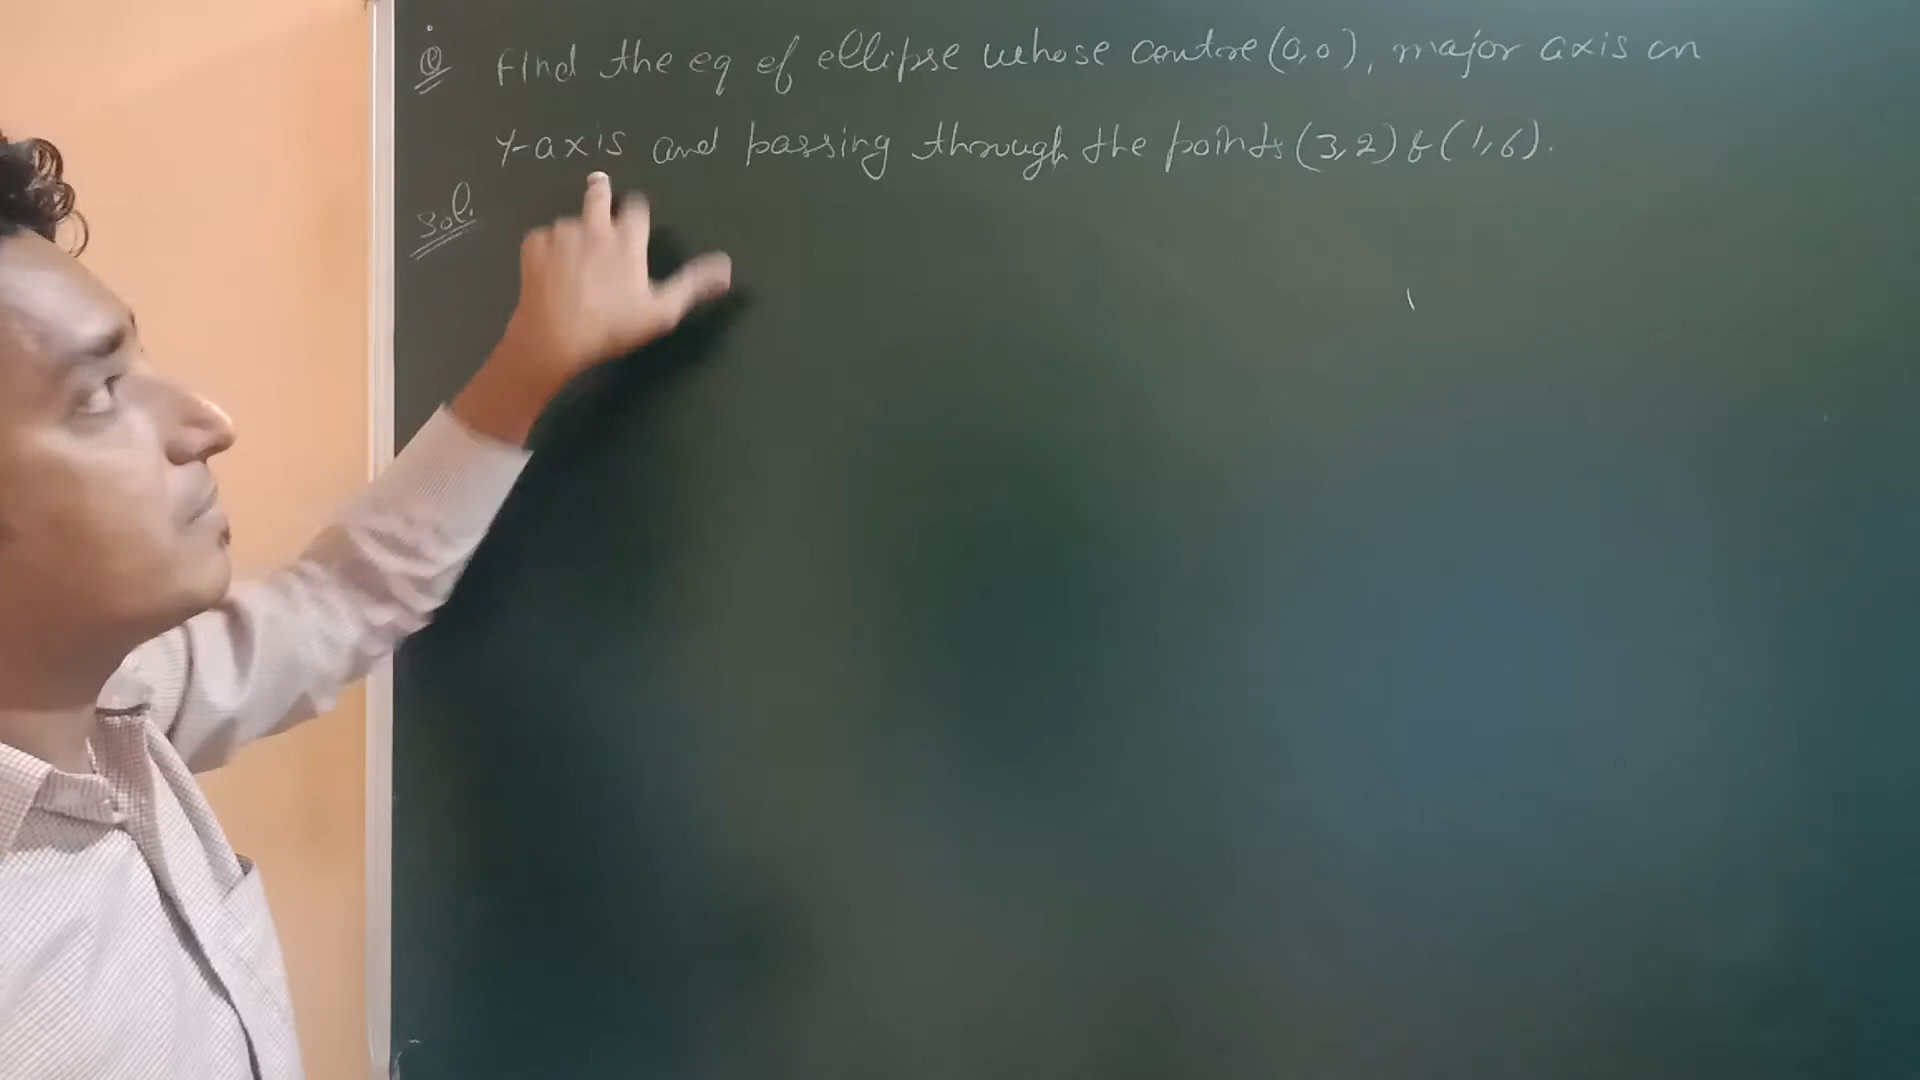 Q Find the eq of ellipse whose centre (0,0), major axis on
y-axis and passing through the points (3,2) & (1,6).
Sol.